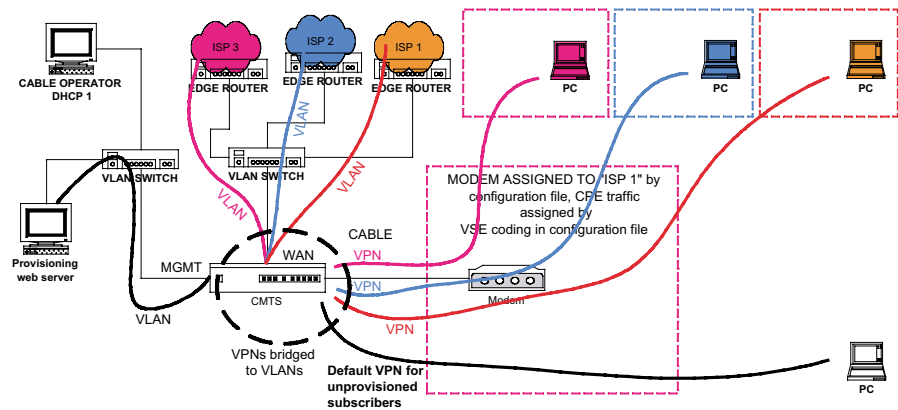 ISP 3
ISP 2
ISP 1
EDGE ROUTER
EDGE ROUTER
EDGE ROUTER
PC
PC
PC
CABLE OPERATOR
DHCP 1
VLAN
VLAN SWITCH
VLAN SWITCH
VLAN
VLAN
MODEM ASSIGNED TO "ISP 1" by
configuration file, CPE traffic
assigned by
VSE coding in configuration file
Provisioning
web server
CABLE
MGMT
WAN
VPN
VPN
CMTS
Modem
VLAN
VPN
VPNs bridged
to VLANs
Default VPN for
unprovisioned
subscribers
PC